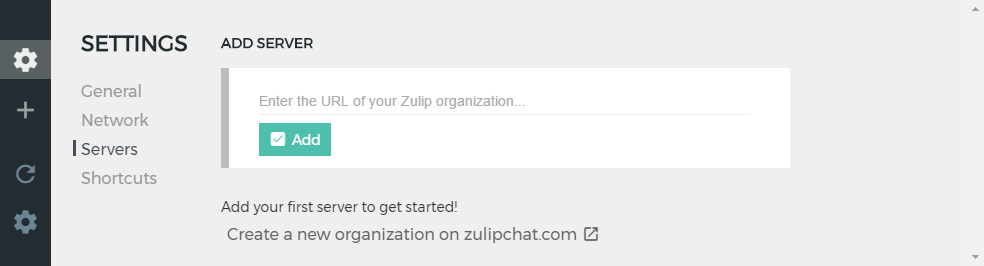 SETTINGS
General
Network
Servers
Shortcuts
ADD SERVER
Enter the URL of your Zulip organization...
Add
Add your first server to get started!
Create a new organization on zulipchat.com